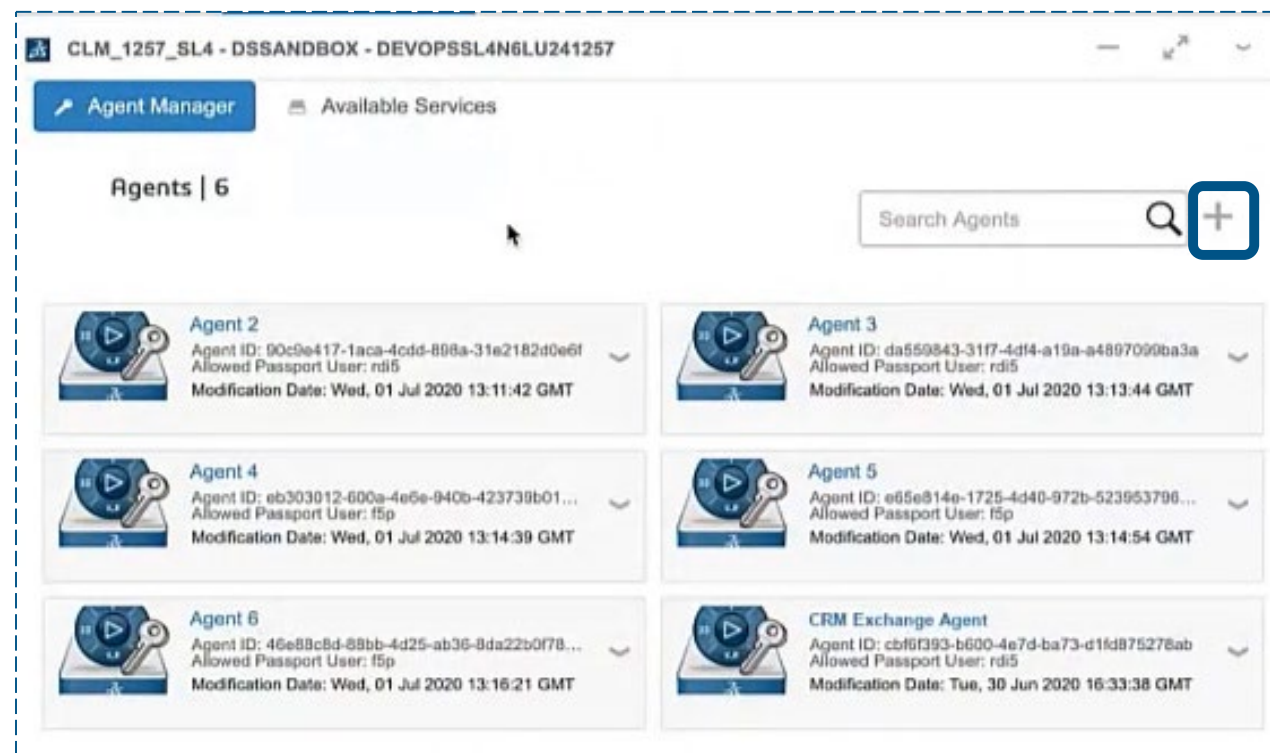 CLM_1257_SL4 - DSSANDBOX - DEVOPSSL4N6LU241257
Agent Manager
Available Services
Agents | 6
Search Agents
Agent 2
Agent ID: 90c9e417-1aca-4cdd-898a-31e2182d0e6f
Allowed Passport User: rdi5
Modification Date: Wed, 01 Jul 2020 13:11:42 GMT
Agent 3
Agent ID: da559843-31f7-4df4-a19a-a4897099ba3a
Allowed Passport User: rdi5
Modification Date: Wed, 01 Jul 2020 13:13:44 GMT
Agent 4
Agent ID: eb303012-600a-4e6e-940b-423739b01...
Allowed Passport User: f5p
Modification Date: Wed, 01 Jul 2020 13:14:39 GMT
Agent 5
Agent ID: e65e814e-1725-4d40-972b-523953796...
Allowed Passport User: f5p
Modification Date: Wed, 01 Jul 2020 13:14:54 GMT
Agent 6
Agent ID: 46e88c8d-88bb-4d25-ab36-8da22b0f78...
Allowed Passport User: f5p
Modification Date: Wed, 01 Jul 2020 13:16:21 GMT
CRM Exchange Agent
Agent ID: cbf6f393-b600-4e7d-ba73-d1fd875278ab
Allowed Passport User: rdi5
Modification Date: Tue, 30 Jun 2020 16:33:38 GMT